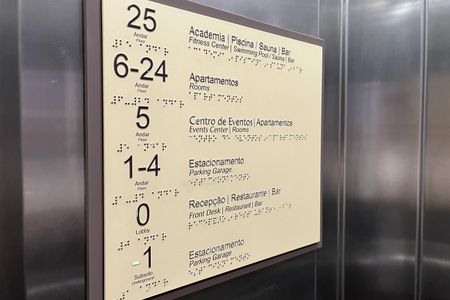 25
Andar
Floor
Academia | Piscina / Sauna | Bar
Fitness Center | Swimming Pool / Sauna | Bar
6-24
Andar
Floor
Apartamentos
Rooms
5
Andar
Floor
Centro de Eventos | Apartamentos
Events Center | Rooms
1-4
Andar
Floor
Estacionamento
Parking Garage
0
Lobby
Recepção | Restaurante | Bar
Front Desk | Restaurant | Bar
-1
Subsolo
Underground
Estacionamento
Parking Garage